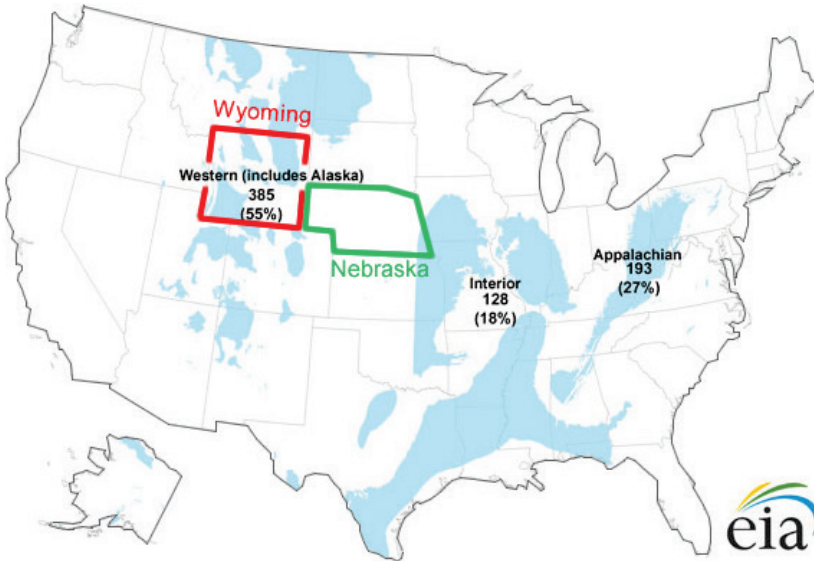 Wyoming
Western (includes Alaska)
385
(55%)
Nebraska
Appalachian
193
(27%)
Interior
128
(18%)
eia